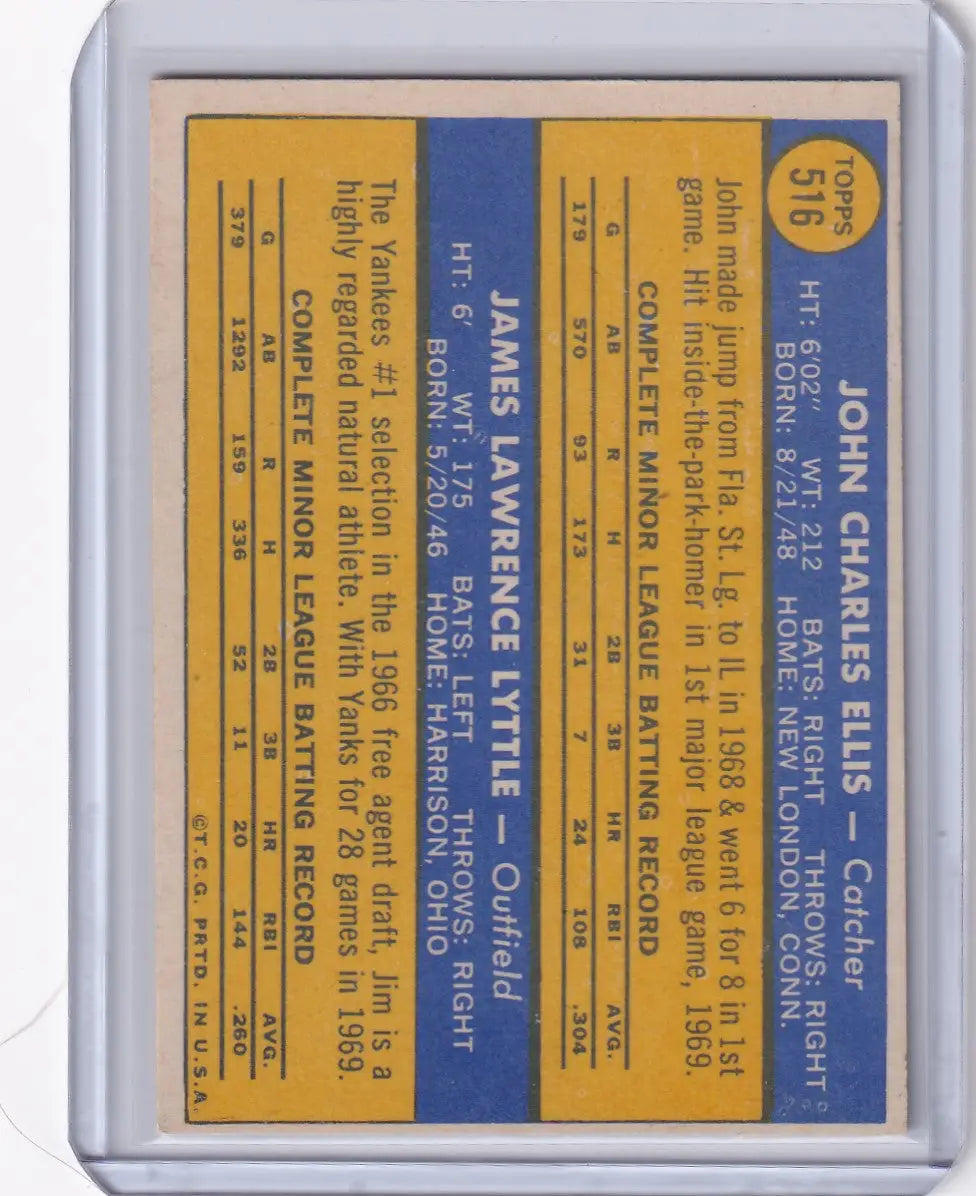 TOPPS
516
JOHN CHARLES ELLIS — Catcher
HT: 6'02" WT: 212 BATS: RIGHT THROWS: RIGHT
BORN: 8/21/48 HOME: NEW LONDON, CONN.
John made jump from Fla. St. Lg. to IL in 1968 & went 6 for 8 in 1st
game. Hit inside-the-park-homer in 1st major league game, 1969.
COMPLETE MINOR LEAGUE BATTING RECORD
G AB R H 2B 3B HR RBI AVG.
179 570 93 173 31 7 24 108 .304
JAMES LAWRENCE LYTTLE — Outfield
HT: 6' WT: 175 BATS: LEFT THROWS: RIGHT
BORN: 5/20/46 HOME: HARRISON, OHIO
The Yankees #1 selection in the 1966 free agent draft, Jim is a
highly regarded natural athlete. With Yanks for 28 games in 1969.
COMPLETE MINOR LEAGUE BATTING RECORD
G AB R H 2B 3B HR RBI AVG.
379 1292 159 336 52 11 20 144 .260
©T.C.G. PRTD. IN U.S.A.